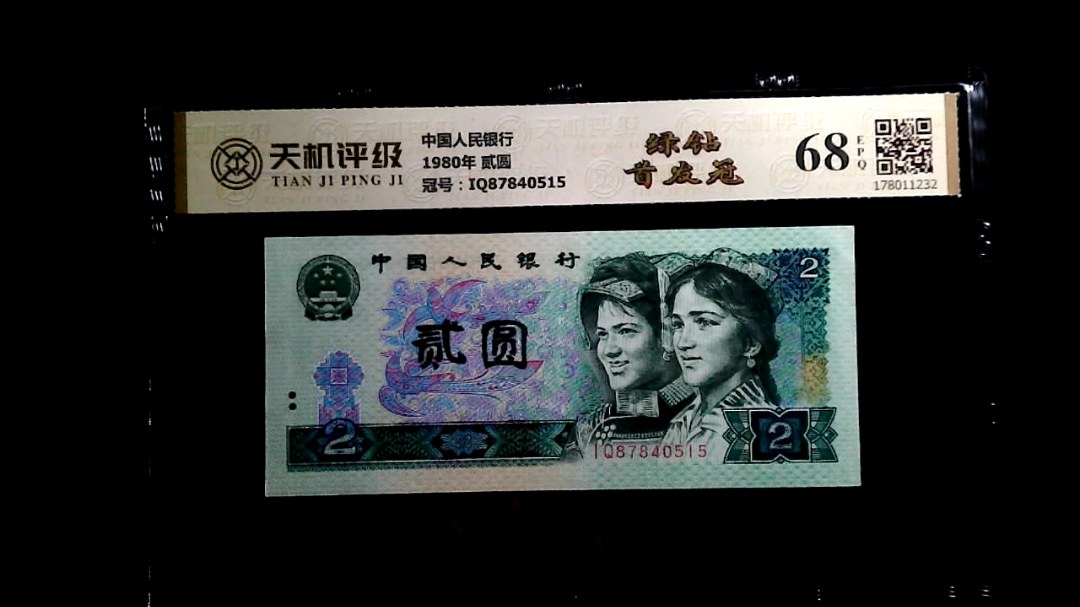 天机评级
TIAN JI PING JI
中国人民银行
1980年 贰圆
冠号：IQ87840515
绿钻
首发冠
68
EPQ
178011232
中国人民银行
2
贰圆
2
IQ87840515
2